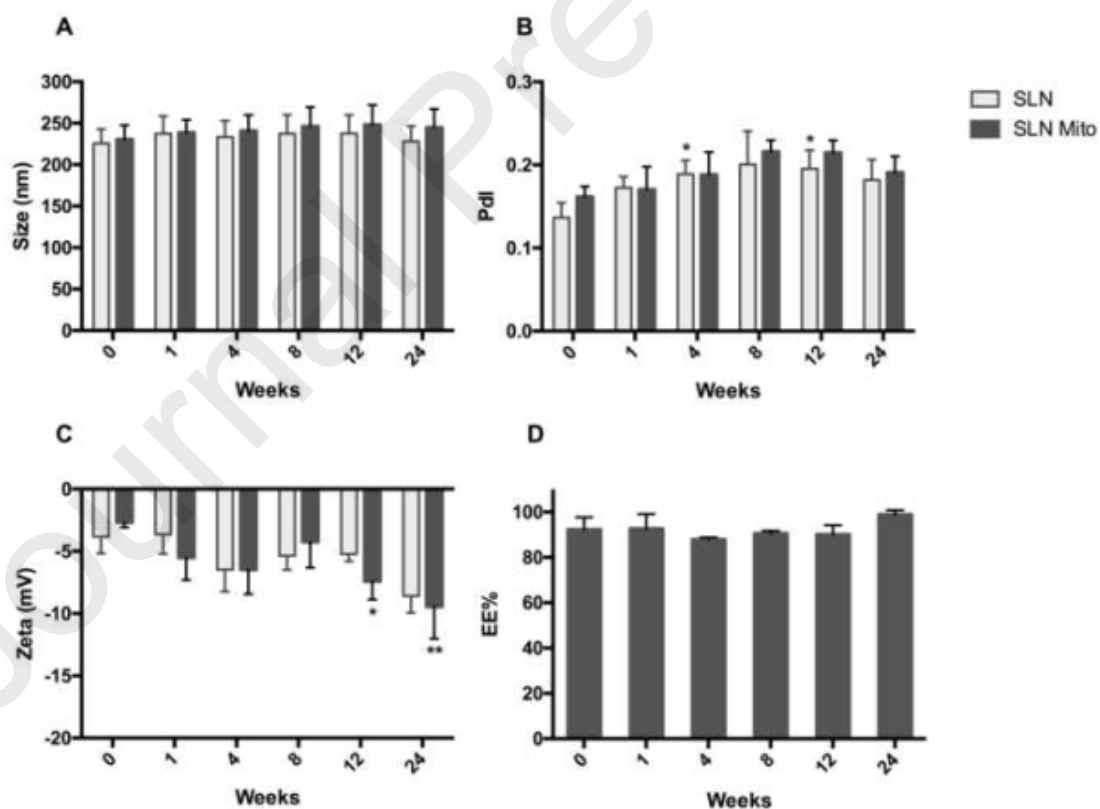 A
300
250
200
150
100
50
0
Size (nm)
0 1 4 8 12 24
Weeks
B
0.3
0.2
0.1
0.0
PdI
* *
0 1 4 8 12 24
Weeks
SLN
SLN Mito
C
0
-5
-10
-15
-20
Zeta (mV)
*
**
0 1 4 8 12 24
Weeks
D
100
80
60
40
20
0
EE%
0 1 4 8 12 24
Weeks
Journal Pre